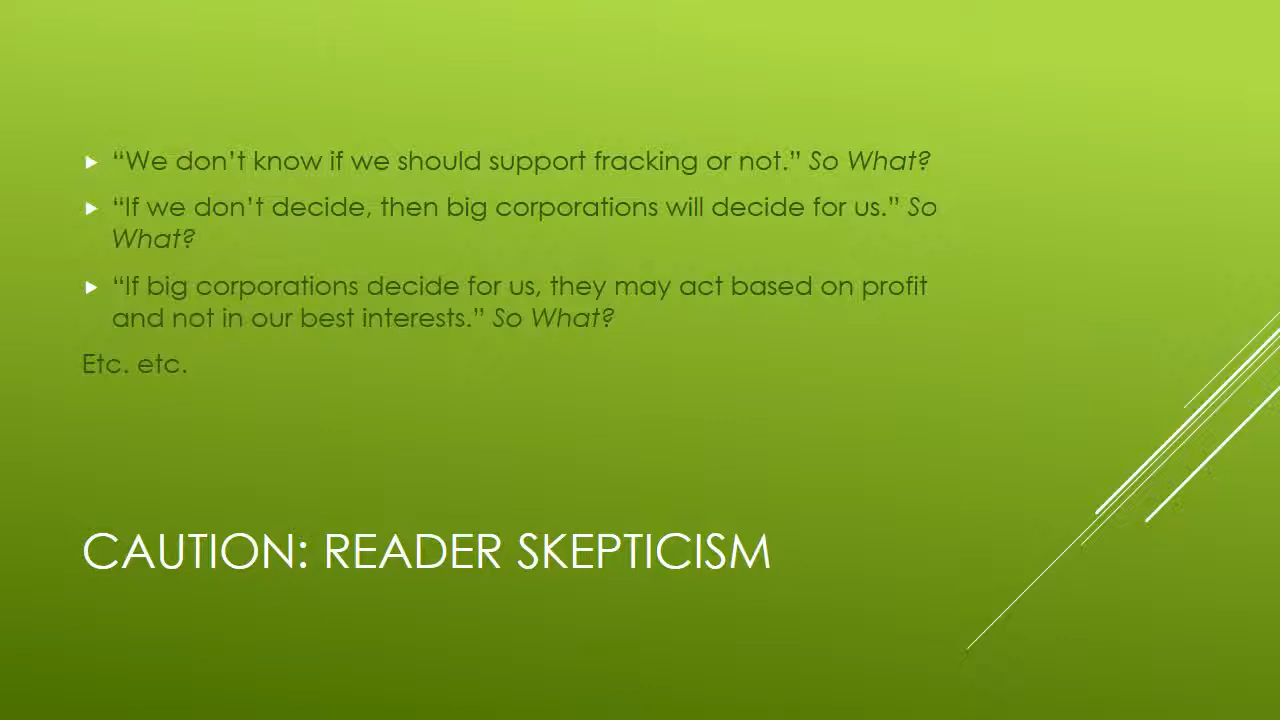 “We don’t know if we should support fracking or not.” So What?
“If we don’t decide, then big corporations will decide for us.” So
What?
“If big corporations decide for us, they may act based on profit
and not in our best interests.” So What?
Etc. etc.
CAUTION: READER SKEPTICISM